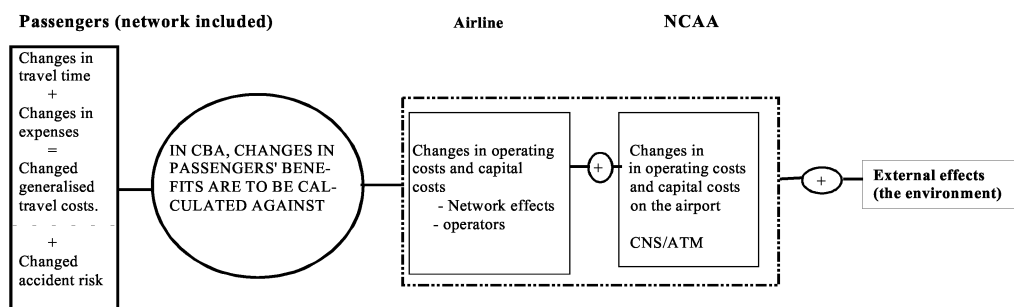 Passengers (network included)
Airline
NCAA
Changes in
travel time
+
Changes in
expenses
=
Changed
generalised
travel costs.
+
Changed
accident risk
IN CBA, CHANGES IN
PASSENGERS' BENE-
FITS ARE TO BE CAL-
CULATED AGAINST
Changes in operating
costs and capital
costs
- Network effects
- operators
+
Changes in
in operating costs
and capital costs
on the airport
CNS/ATM
+
External effects
(the environment)